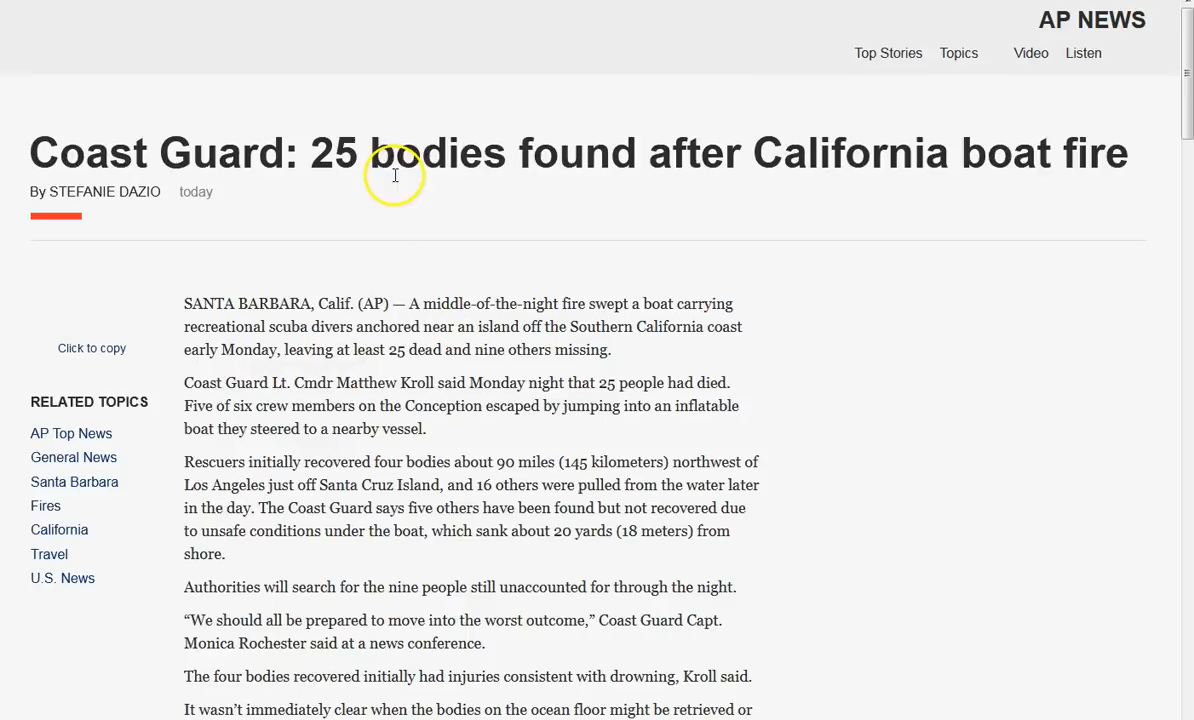 AP NEWS
Top Stories Topics Video Listen
Coast Guard: 25 bodies found after California boat fire
By STEFANIE DAZIO today
SANTA BARBARA, Calif. (AP) — A middle-of-the-night fire swept a boat carrying
recreational scuba divers anchored near an island off the Southern California coast
early Monday, leaving at least 25 dead and nine others missing.
Click to copy
Coast Guard Lt. Cmdr Matthew Kroll said Monday night that 25 people had died.
Five of six crew members on the Conception escaped by jumping into an inflatable
boat they steered to a nearby vessel.
RELATED TOPICS
AP Top News
General News
Santa Barbara
Fires
California
Travel
U.S. News
Rescuers initially recovered four bodies about 90 miles (145 kilometers) northwest of
Los Angeles just off Santa Cruz Island, and 16 others were pulled from the water later
in the day. The Coast Guard says five others have been found but not recovered due
to unsafe conditions under the boat, which sank about 20 yards (18 meters) from
shore.
Authorities will search for the nine people still unaccounted for through the night.
“We should all be prepared to move into the worst outcome,” Coast Guard Capt.
Monica Rochester said at a news conference.
The four bodies recovered initially had injuries consistent with drowning, Kroll said.
It wasn’t immediately clear when the bodies on the ocean floor might be retrieved or